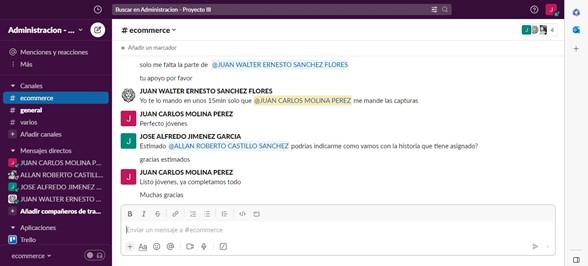 Buscar en Administracion - Proyecto III
Administracion - ...
Menciones y reacciones
Más
Canales
# ecommerce
# general
# varios
+ Añadir canales
Mensajes directos
JUAN CARLOS MOLINA P...
ALLAN ROBERTO CASTILL...
JOSE ALFREDO JIMENEZ ...
JUAN WALTER ERNESTO ...
+ Añadir compañeros de tra...
Aplicaciones
Trello
ecommerce
# ecommerce
4
+ Añadir un marcador
solo me falta la parte de @JUAN WALTER ERNESTO SANCHEZ FLORES
tu apoyo por favor
JUAN WALTER ERNESTO SANCHEZ FLORES
Yo te lo mando en unos 15min solo que @JUAN CARLOS MOLINA PEREZ me mande las capturas
J
JUAN CARLOS MOLINA PEREZ
Perfecto jóvenes
J
JOSE ALFREDO JIMENEZ GARCIA
Estimado @ALLAN ROBERTO CASTILLO SANCHEZ podrias indicarme como vamos con la historia que tiene asignado?
gracias estimados
J
JUAN CARLOS MOLINA PEREZ
Listo jóvenes, ya completamos todo
Muchas gracias
B I S
Enviar un mensaje a #ecommerce
+ Aa @